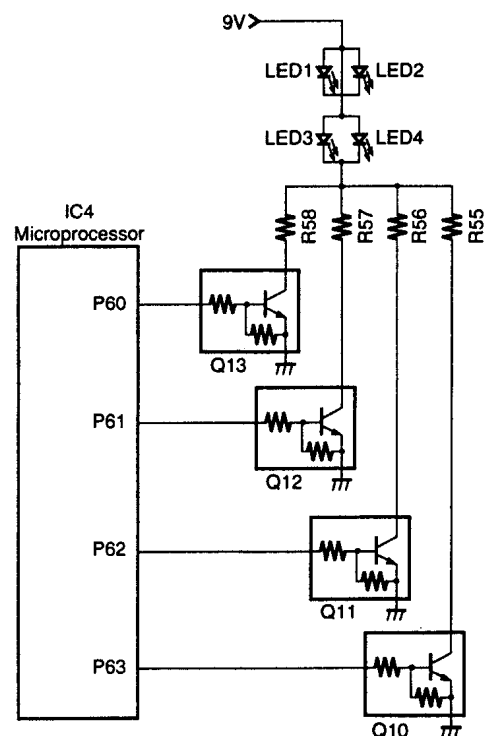 9V
LED1 LED2
LED3 LED4
IC4
Microprocessor
R58 R57 R56 R55
P60
Q13
P61
Q12
P62
Q11
P63
Q10